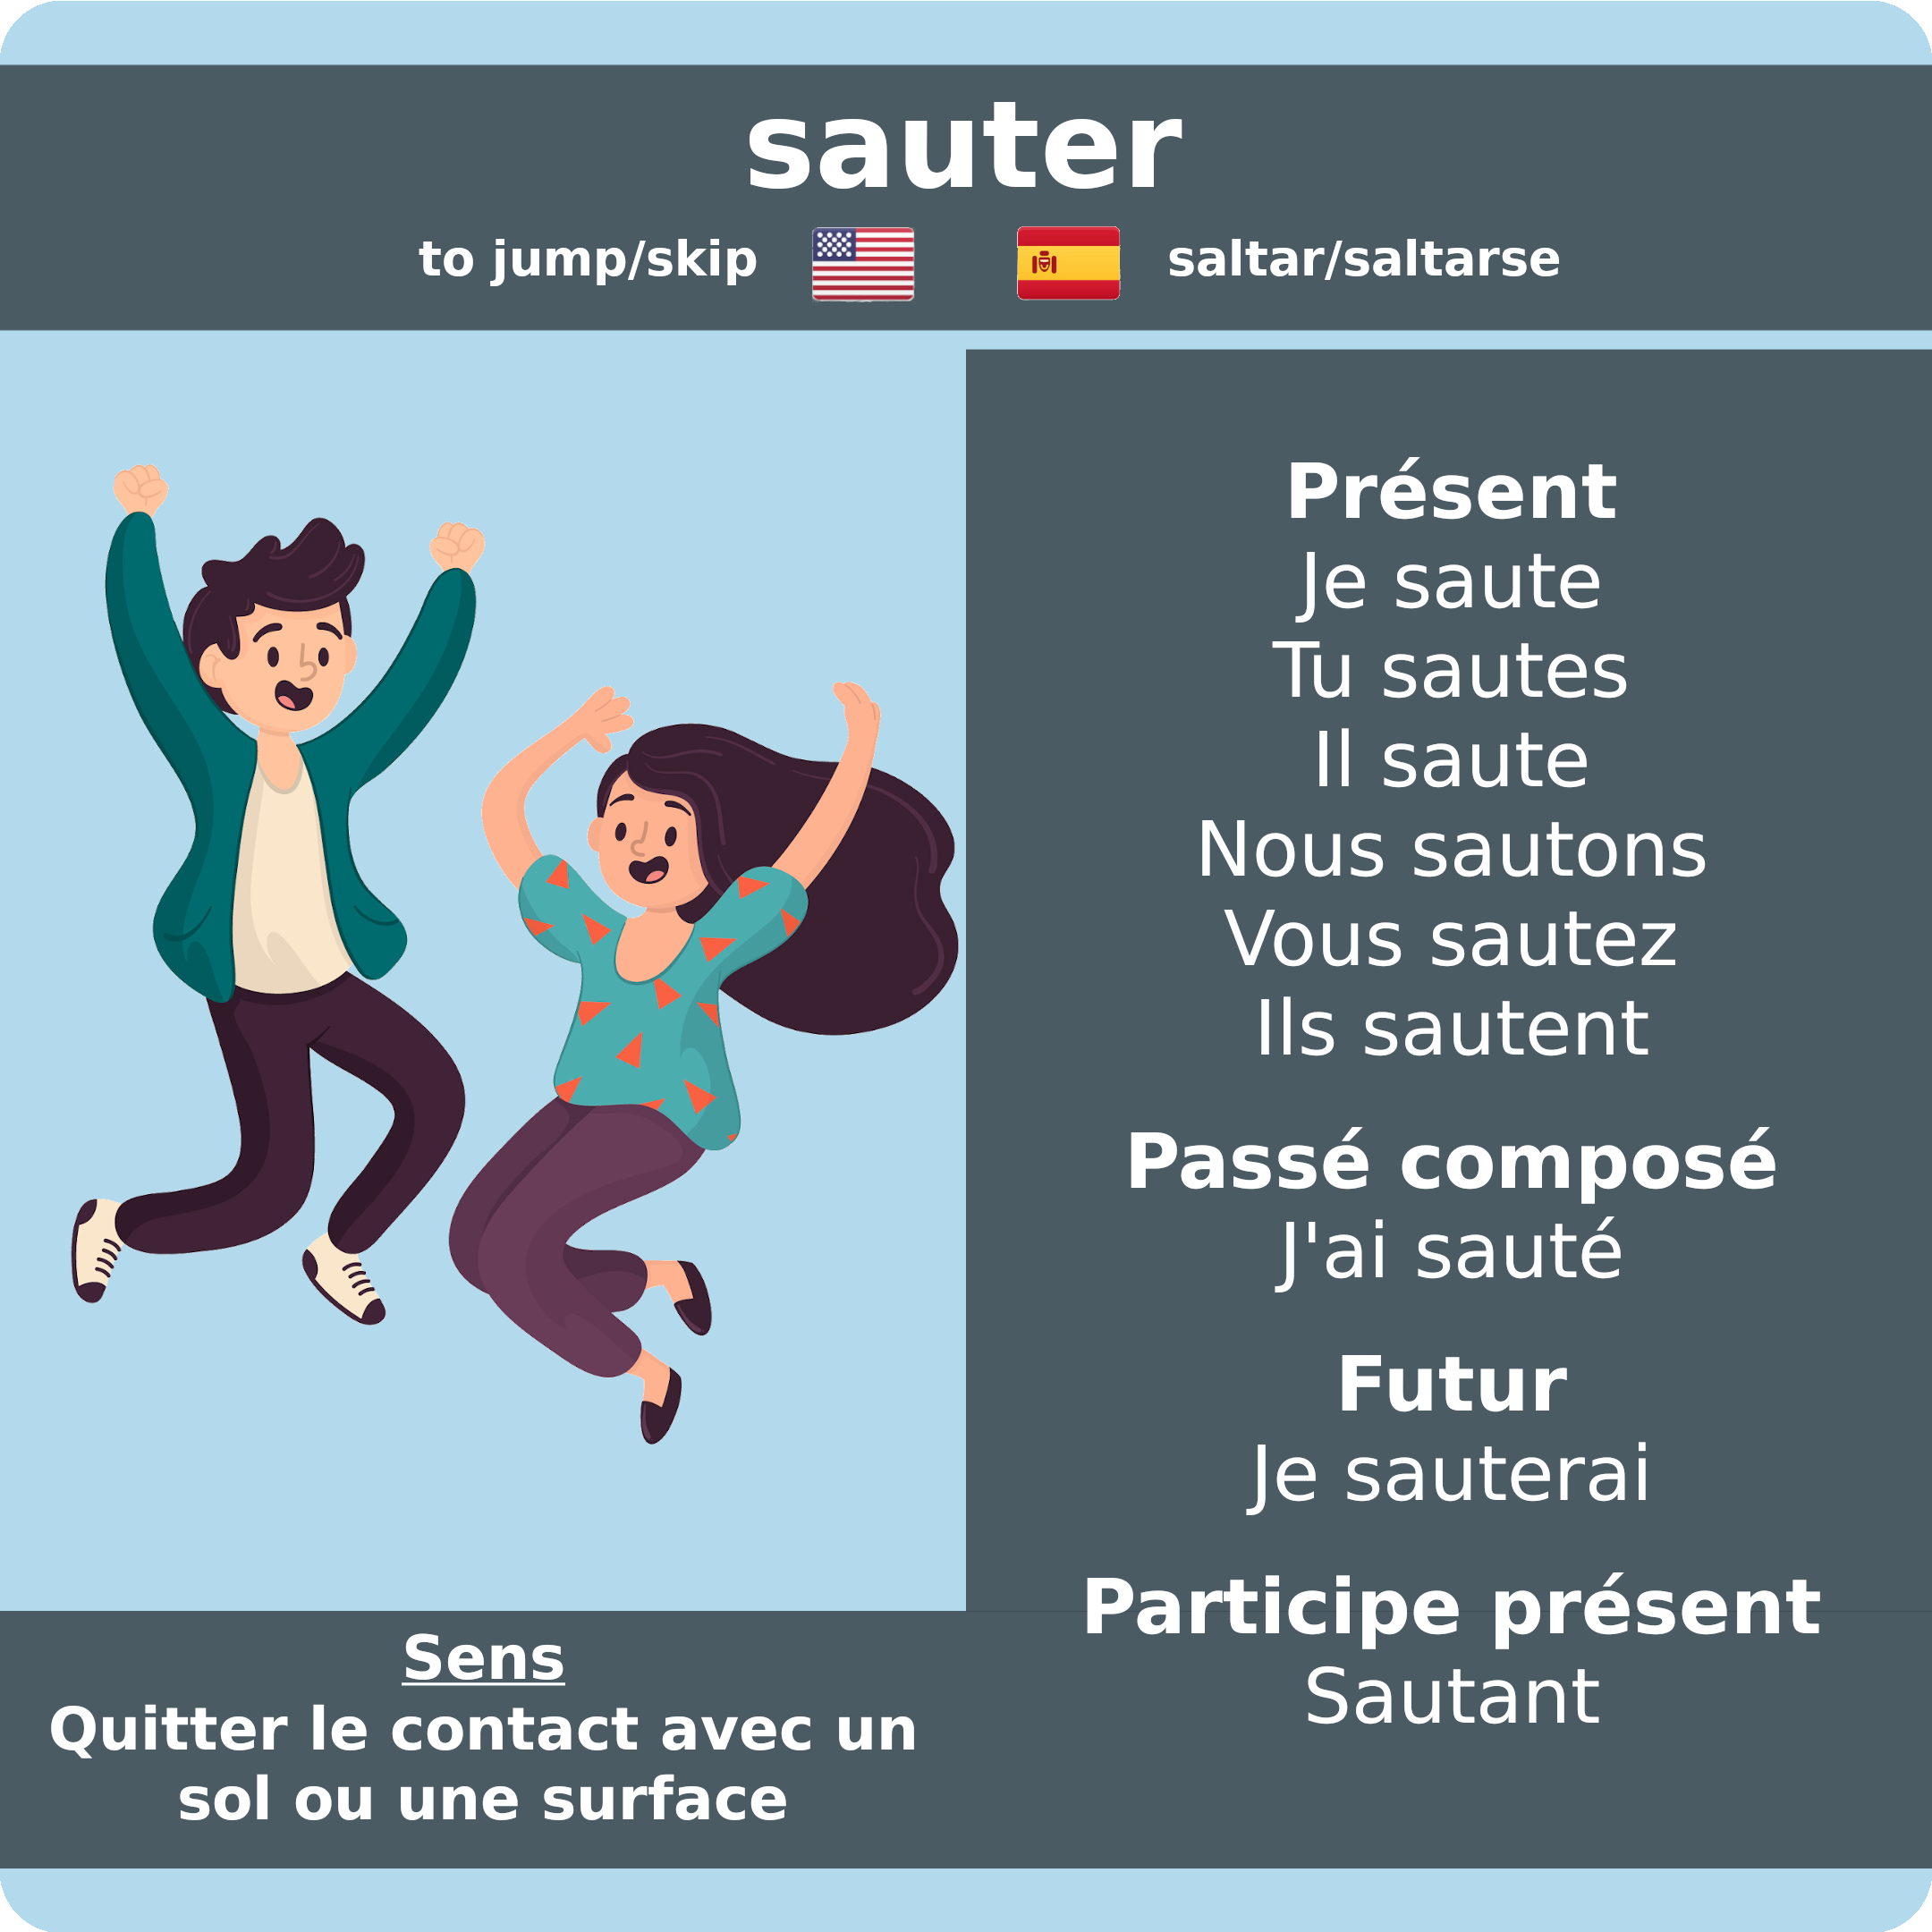 sauter
to jump/skip
saltar/saltarse
Présent
Je saute
Tu sautes
Il saute
Nous sautons
Vous sautez
Ils sautent
Passé composé
J'ai sauté
Futur
Je sauterai
Participe présent
Sautant
Sens
Quitter le contact avec un
sol ou une surface